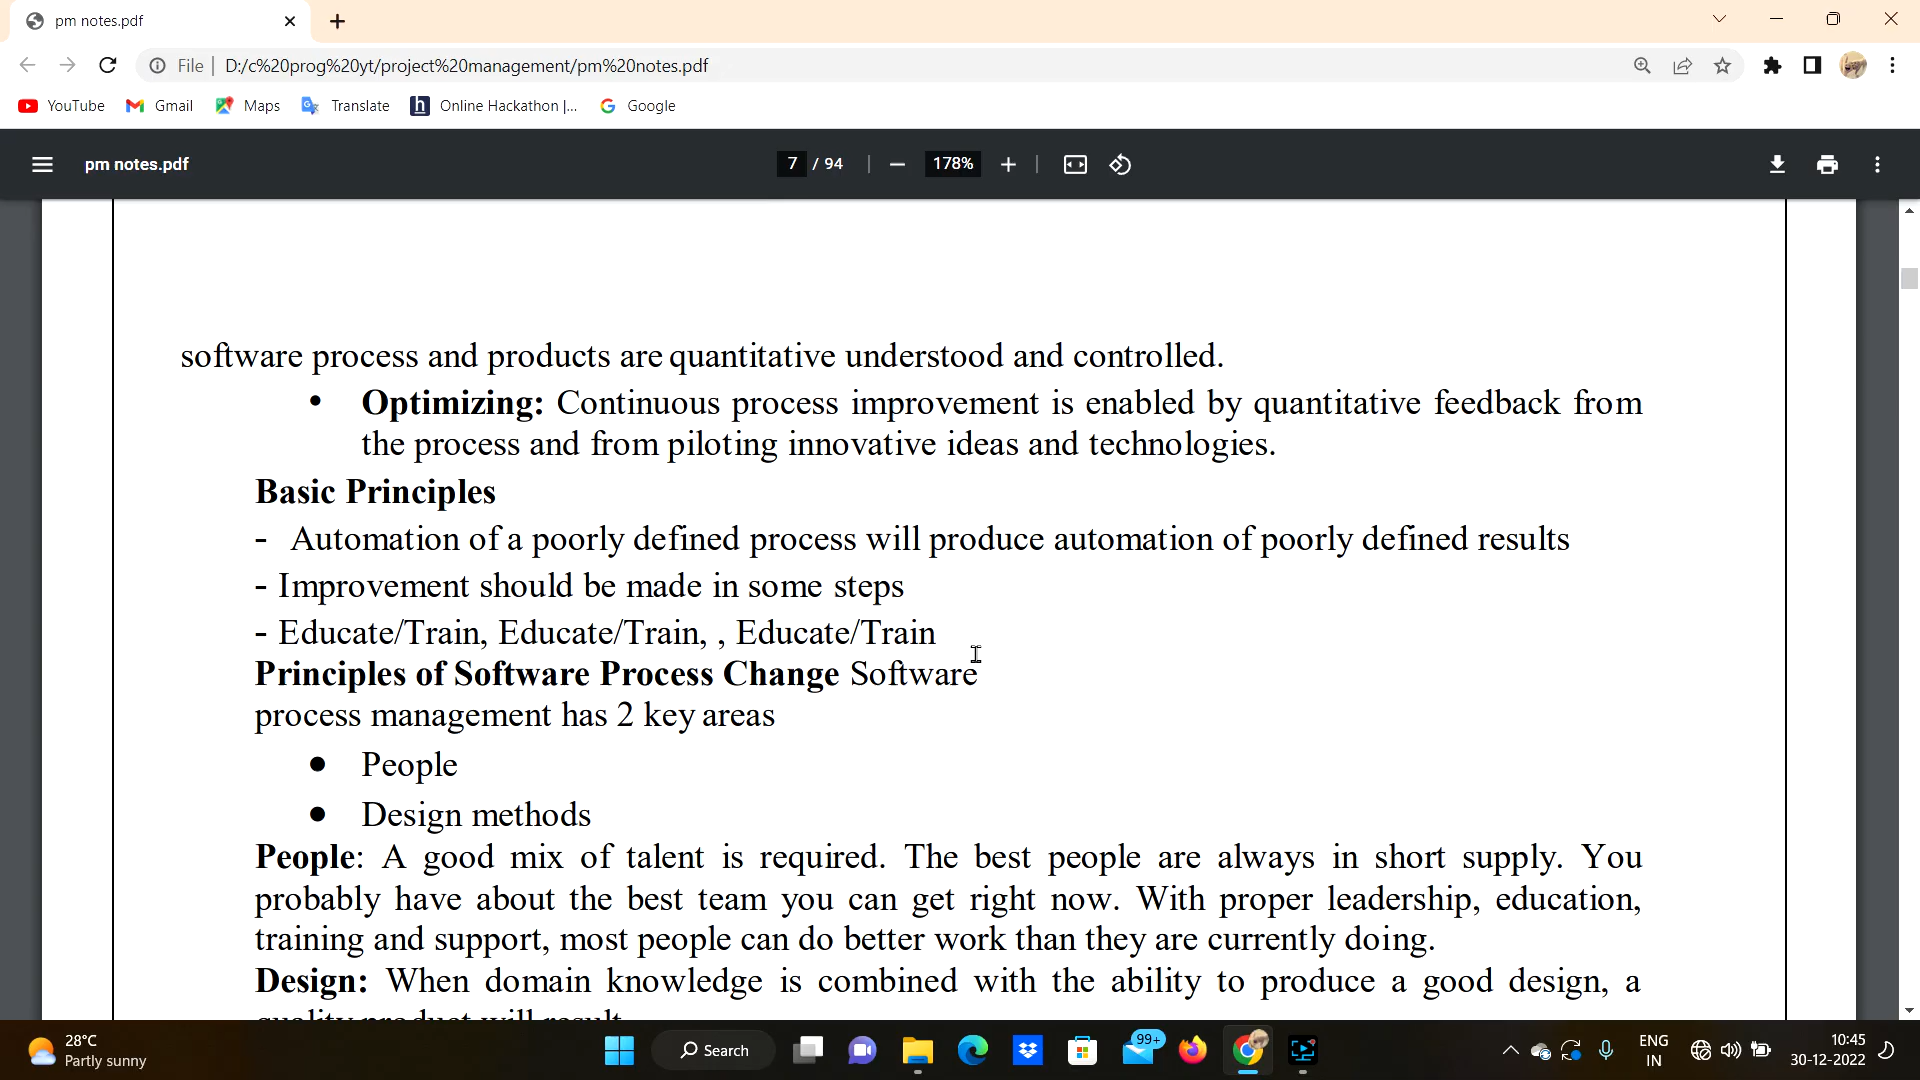 pm notes.pdf
File | D:/c%20prog%20yt/project%20management/pm%20notes.pdf
YouTube Gmail Maps Translate Online Hackathon |... Google
pm notes.pdf 7 / 94 178%
software process and products are quantitative understood and controlled.
• Optimizing: Continuous process improvement is enabled by quantitative feedback from
the process and from piloting innovative ideas and technologies.
Basic Principles
- Automation of a poorly defined process will produce automation of poorly defined results
- Improvement should be made in some steps
- Educate/Train, Educate/Train, , Educate/Train
Principles of Software Process Change Software
process management has 2 key areas
● People
● Design methods
People: A good mix of talent is required. The best people are always in short supply. You
probably have about the best team you can get right now. With proper leadership, education,
training and support, most people can do better work than they are currently doing.
Design: When domain knowledge is combined with the ability to produce a good design, a
quality product will result
28°C
Partly sunny
Search
99+
ENG
IN
10:45
30-12-2022